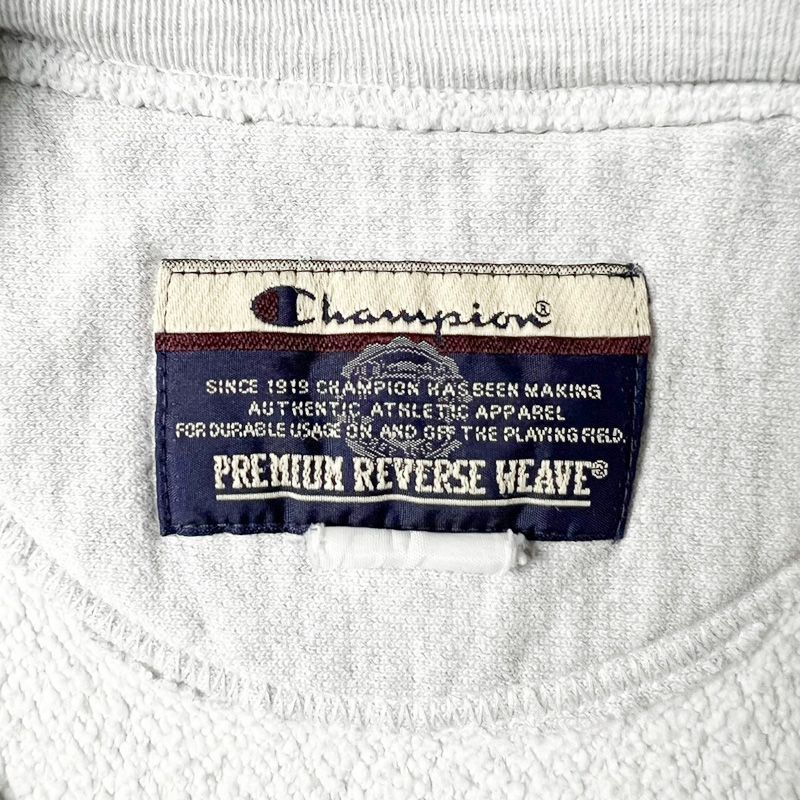 Champion®
SINCE 1919 CHAMPION HAS BEEN MAKING
AUTHENTIC ATHLETIC APPAREL
FOR DURABLE USAGE ON AND OFF THE PLAYING FIELD.
PREMIUM REVERSE WEAVE®